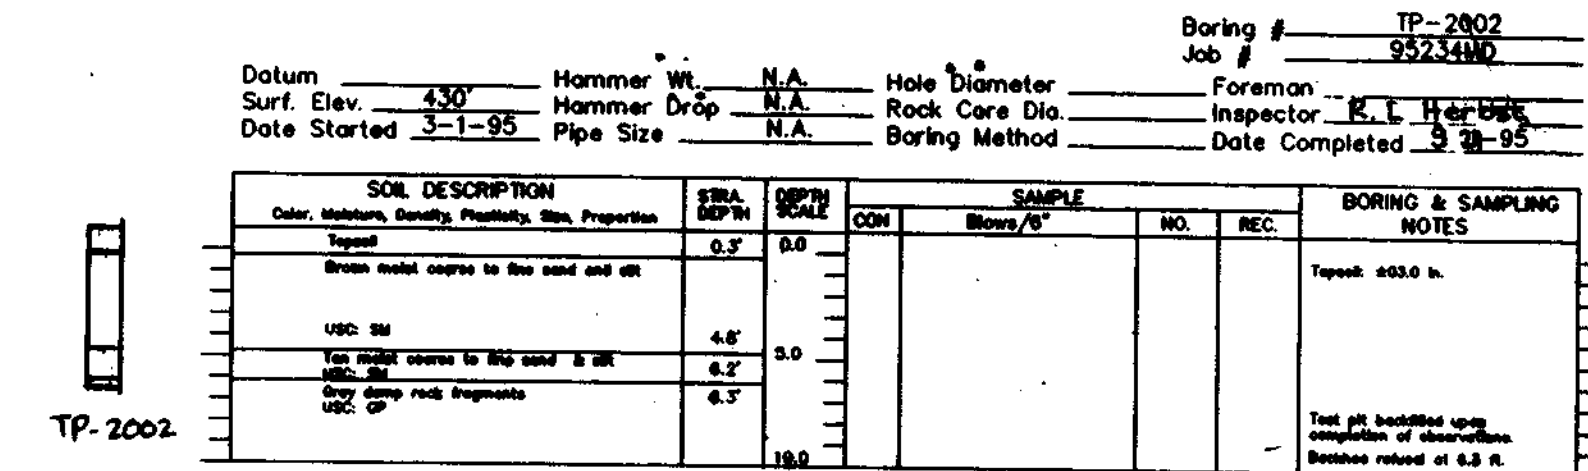 Boring # TP-2002
Job # 95234WD
Datum Hammer Wt. N.A. Hole Diameter Foreman
Surf. Elev. 430' Hammer Drop N.A. Rock Core Dia. Inspector R. L Herbst
Date Started 3-1-95 Pipe Size N.A. Boring Method Date Completed -95
SOIL DESCRIPTION STRA. DEPTH DEPTH SCALE SAMPLE BORING & SAMPLING NOTES
Color, Moisture, Density, Plasticity, Size, Proportion CON Blows/6" NO. REC.
Topsoil 0.3' 0.0
Brown moist coarse to fine sand and silt Topsoil: ±03.0 in.
USC: SM 4.8'
Tan moist coarse to fine sand & silt 5.0
USC: SM 6.2'
Gray damp rock fragments 6.3'
USC: GP
TP-2002
Test pit backfilled upon
completion of observations.
10.0 Backhoe refusal at 6.3 ft.